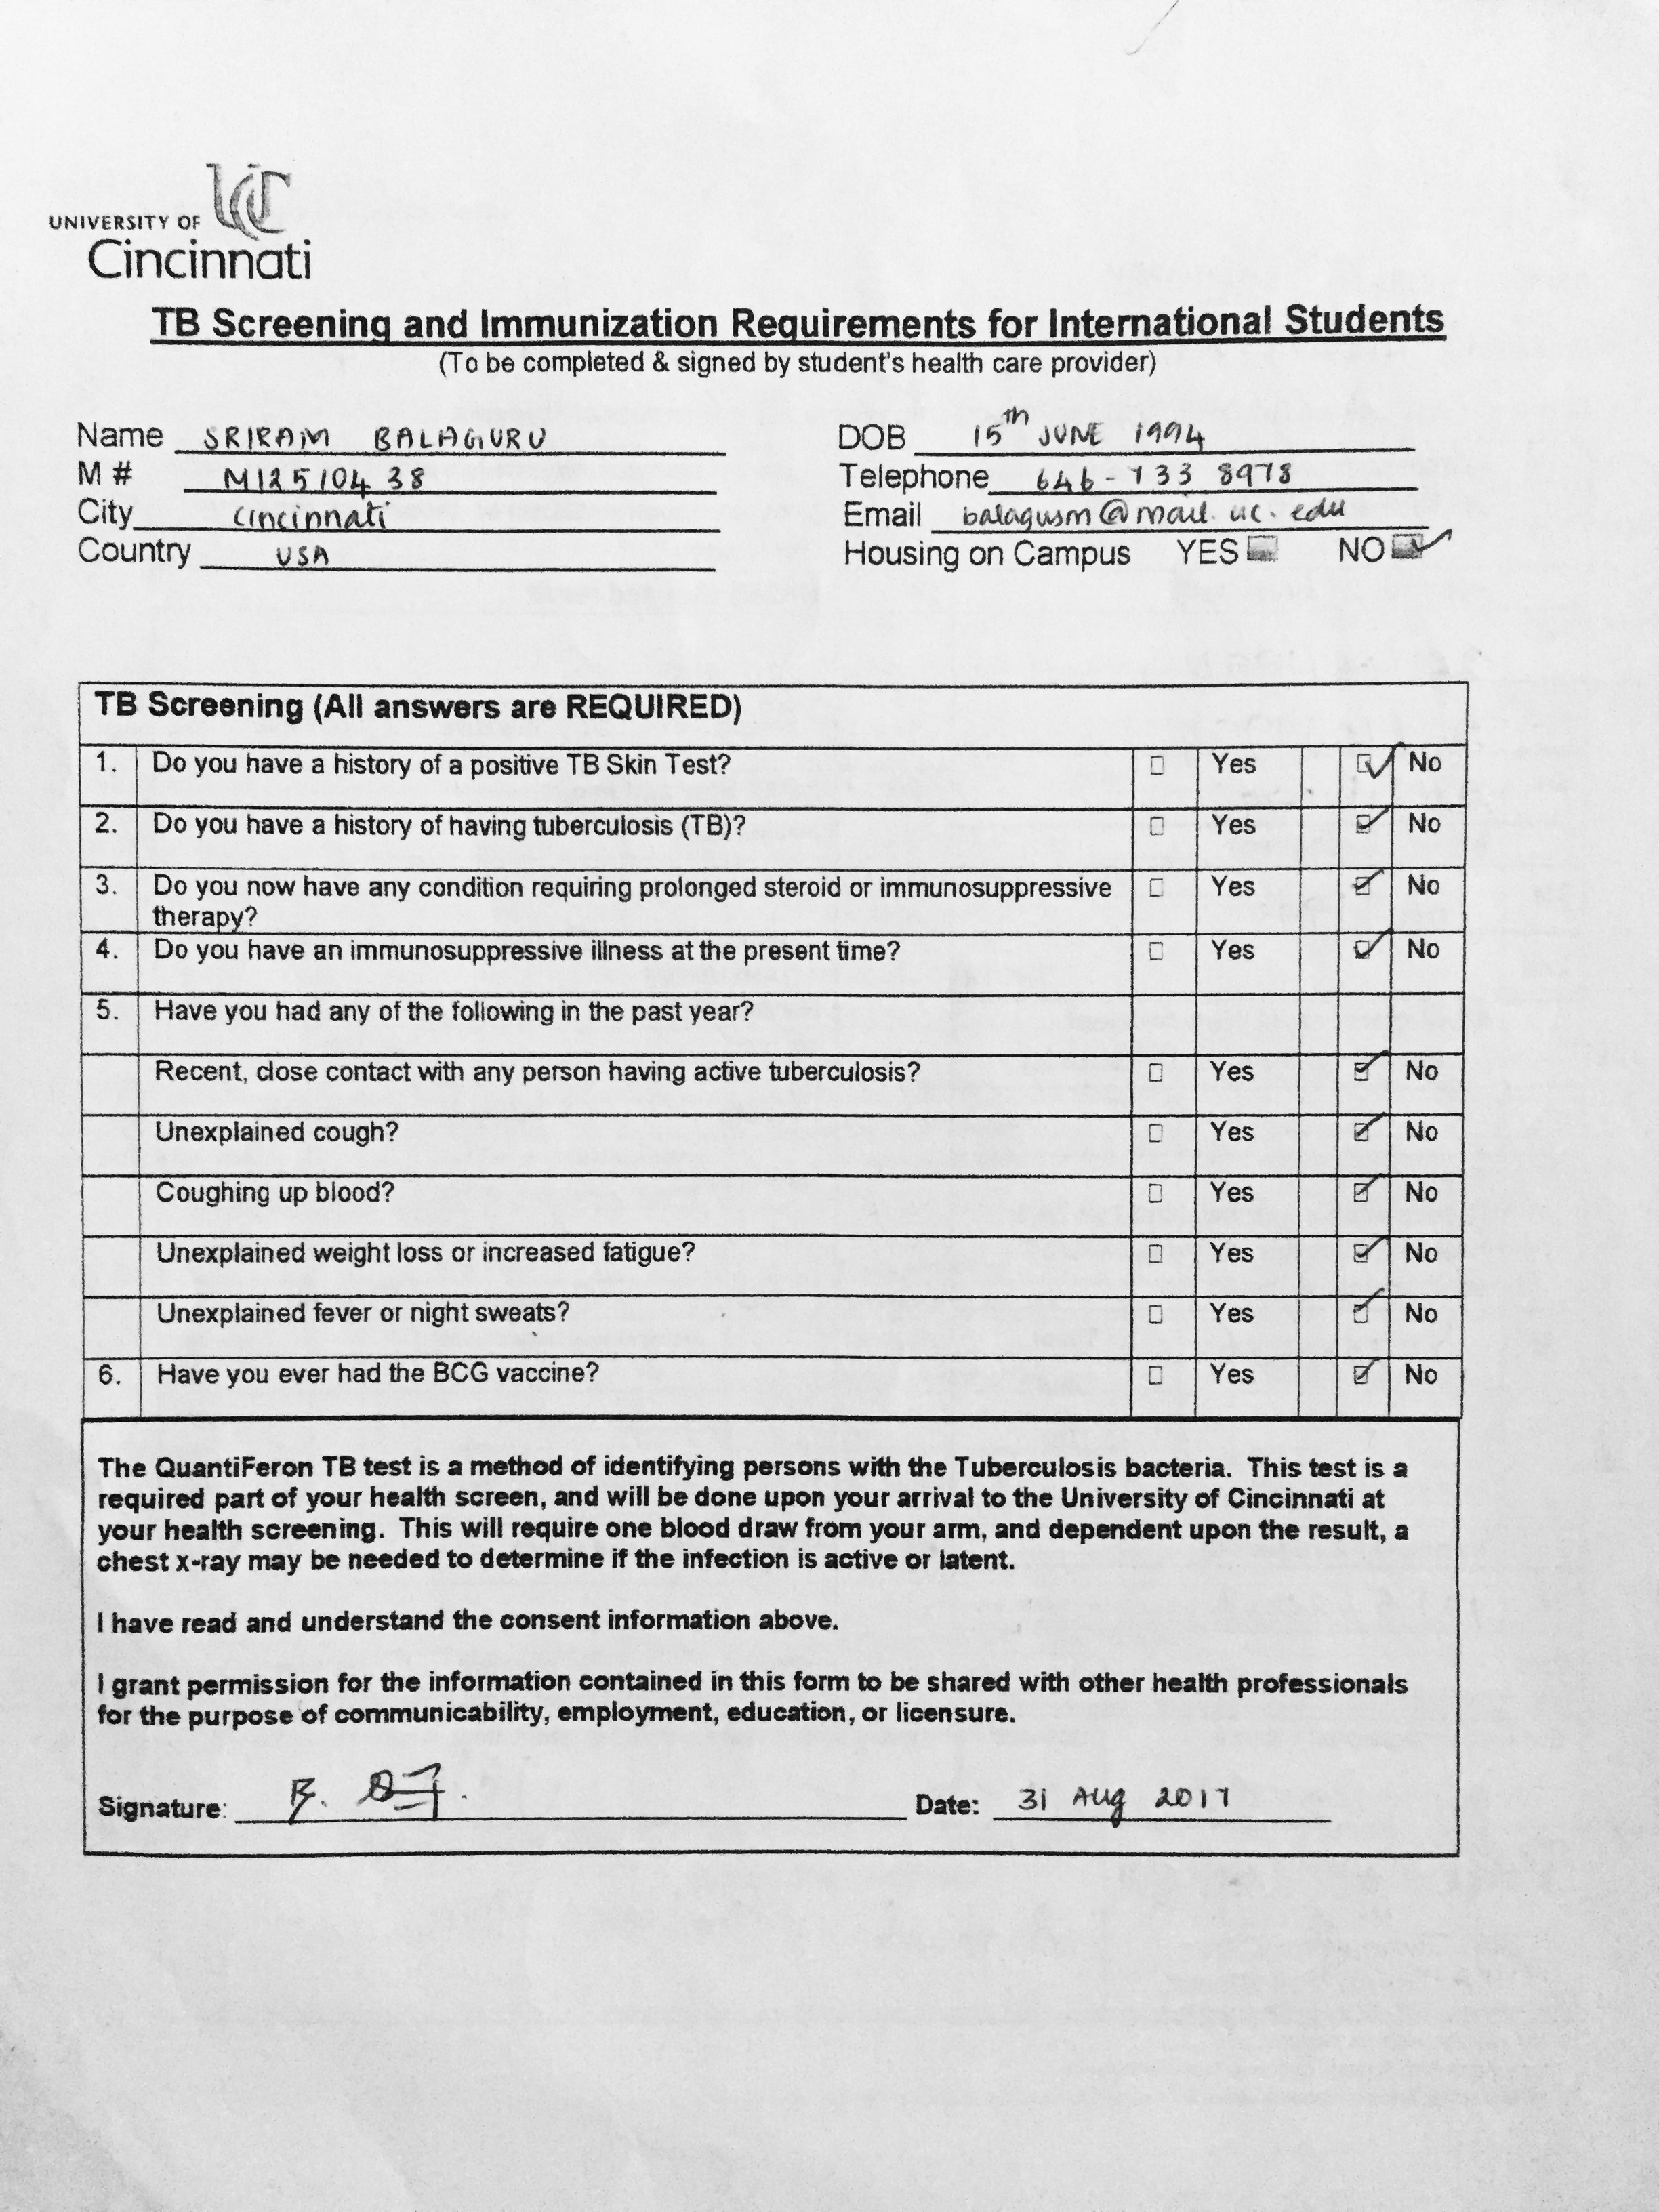 UNIVERSITY OF UC
Cincinnati
TB Screening and Immunization Requirements for International Students
(To be completed & signed by student's health care provider)
Name SRIRAM BALAGURU DOB 15th JUNE 1994
M # M12510438 Telephone 646-733 8978
City Cincinnati Email balagusm@mail.uc.edu
Country USA Housing on Campus YES NO ✓
TB Screening (All answers are REQUIRED)
1. Do you have a history of a positive TB Skin Test? ☐ Yes ☑ No
2. Do you have a history of having tuberculosis (TB)? ☐ Yes ☑ No
3. Do you now have any condition requiring prolonged steroid or immunosuppressive ☐ Yes ☑ No
therapy?
4. Do you have an immunosuppressive illness at the present time? ☐ Yes ☑ No
5. Have you had any of the following in the past year?
Recent, close contact with any person having active tuberculosis? ☐ Yes ☑ No
Unexplained cough? ☐ Yes ☑ No
Coughing up blood? ☐ Yes ☑ No
Unexplained weight loss or increased fatigue? ☐ Yes ☑ No
Unexplained fever or night sweats? ☐ Yes ☑ No
6. Have you ever had the BCG vaccine? ☐ Yes ☑ No
The QuantiFeron TB test is a method of identifying persons with the Tuberculosis bacteria. This test is a
required part of your health screen, and will be done upon your arrival to the University of Cincinnati at
your health screening. This will require one blood draw from your arm, and dependent upon the result, a
chest x-ray may be needed to determine if the infection is active or latent.
I have read and understand the consent information above.
I grant permission for the information contained in this form to be shared with other health professionals
for the purpose of communicability, employment, education, or licensure.
Signature: Date: 31 Aug 2017